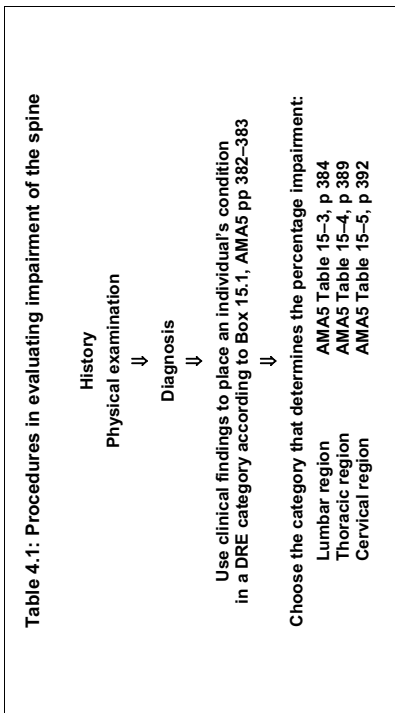 Table 4.1: Procedures in evaluating impairment of the spine
History
Physical examination
⇓
Diagnosis
⇓
Use clinical findings to place an individual's condition
in a DRE category according to Box 15.1, AMA5 pp 382–383
⇓
Choose the category that determines the percentage impairment:
Lumbar region AMA5 Table 15–3, p 384
Thoracic region AMA5 Table 15–4, p 389
Cervical region AMA5 Table 15–5, p 392